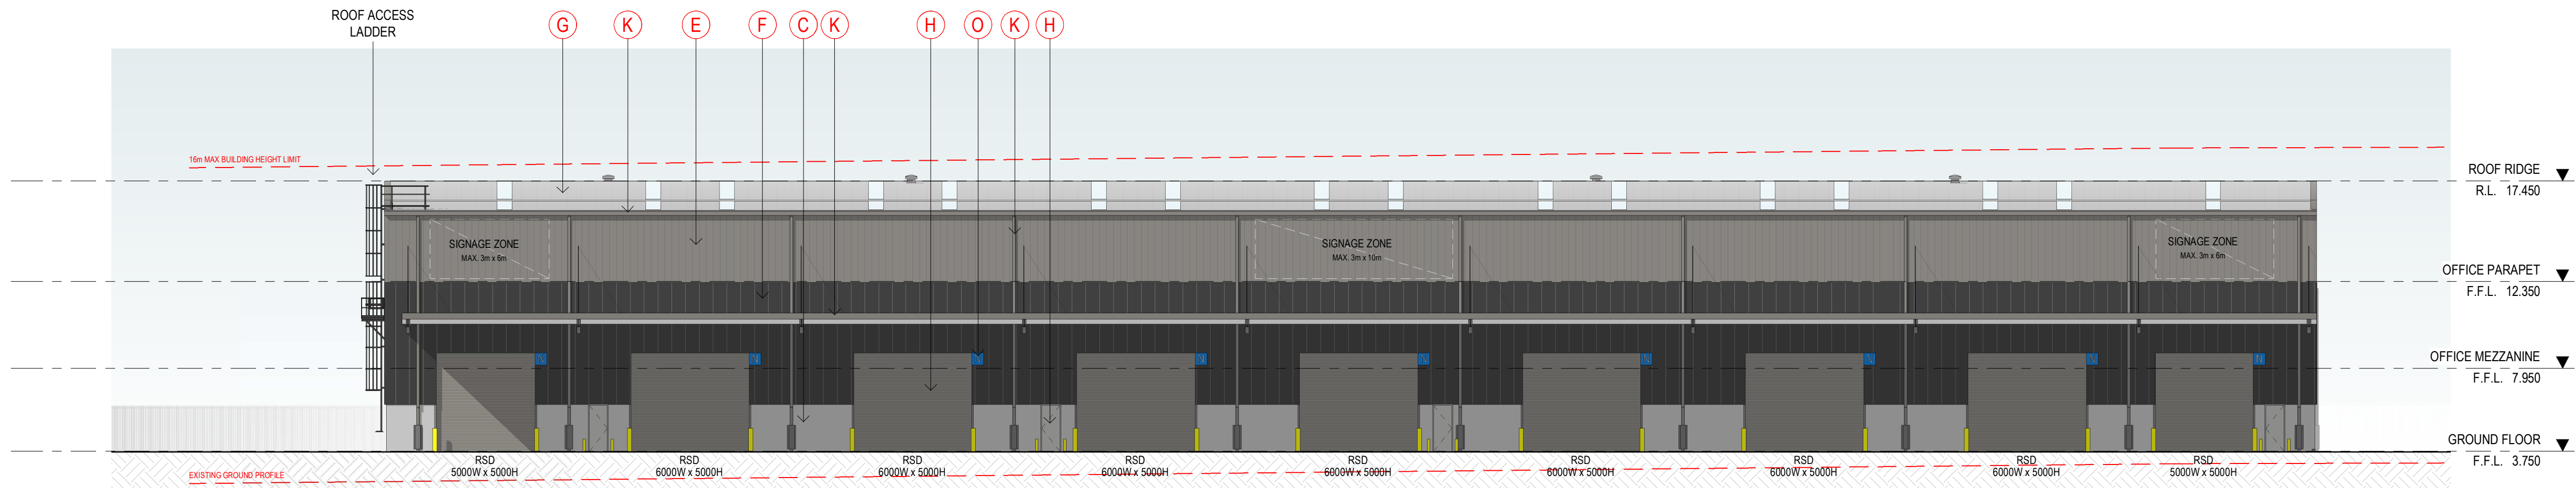 ROOF ACCESS
LADDER
G
K
E
F
C
K
H
O
K
H
16m MAX BUILDING HEIGHT LIMIT
ROOF RIDGE
R.L. 17.450
SIGNAGE ZONE
MAX. 3m x 6m
SIGNAGE ZONE
MAX. 3m x 10m
SIGNAGE ZONE
MAX. 3m x 6m
OFFICE PARAPET
F.F.L. 12.350
OFFICE MEZZANINE
F.F.L. 7.950
GROUND FLOOR
F.F.L. 3.750
RSD
5000W x 5000H
RSD
6000W x 5000H
RSD
6000W x 5000H
RSD
6000W x 5000H
RSD
6000W x 5000H
RSD
6000W x 5000H
RSD
6000W x 5000H
RSD
6000W x 5000H
RSD
5000W x 5000H
EXISTING GROUND PROFILE